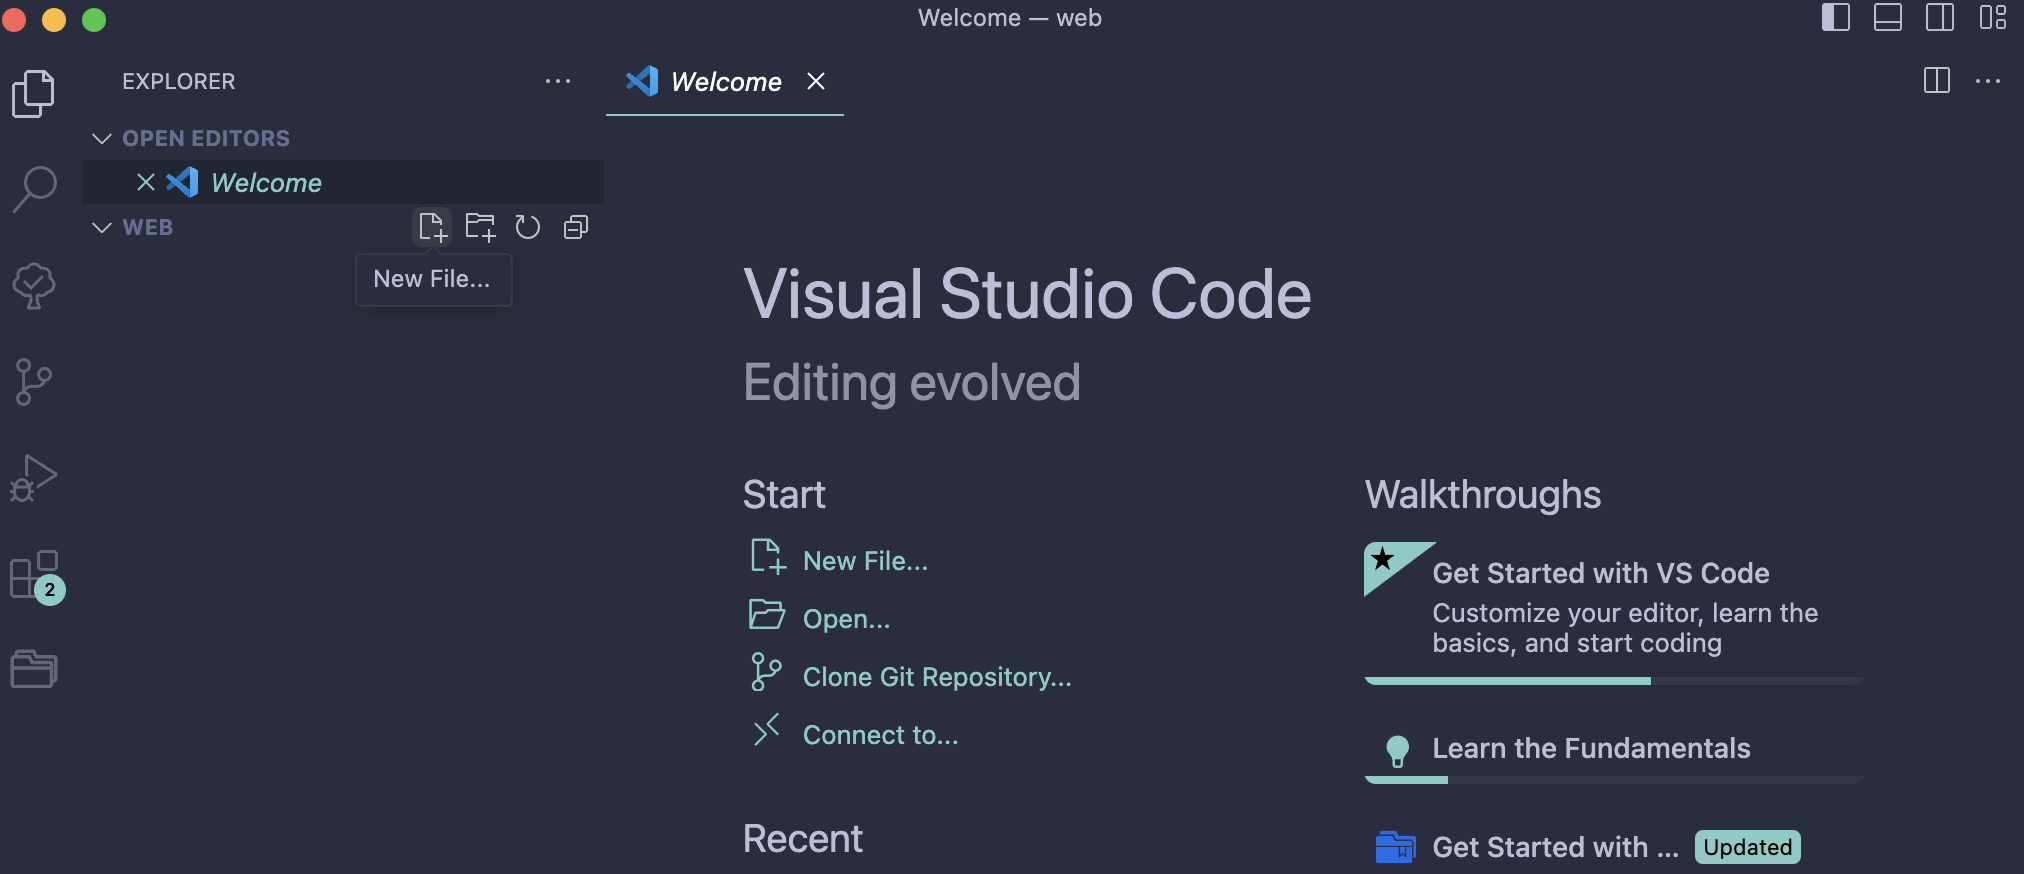 Welcome — web
EXPLORER
Welcome
OPEN EDITORS
Welcome
WEB
New File...
Visual Studio Code
Editing evolved
Start
New File...
Open...
Clone Git Repository...
Connect to...
Recent
Walkthroughs
Get Started with VS Code
Customize your editor, learn the
basics, and start coding
Learn the Fundamentals
Get Started with ... Updated
2